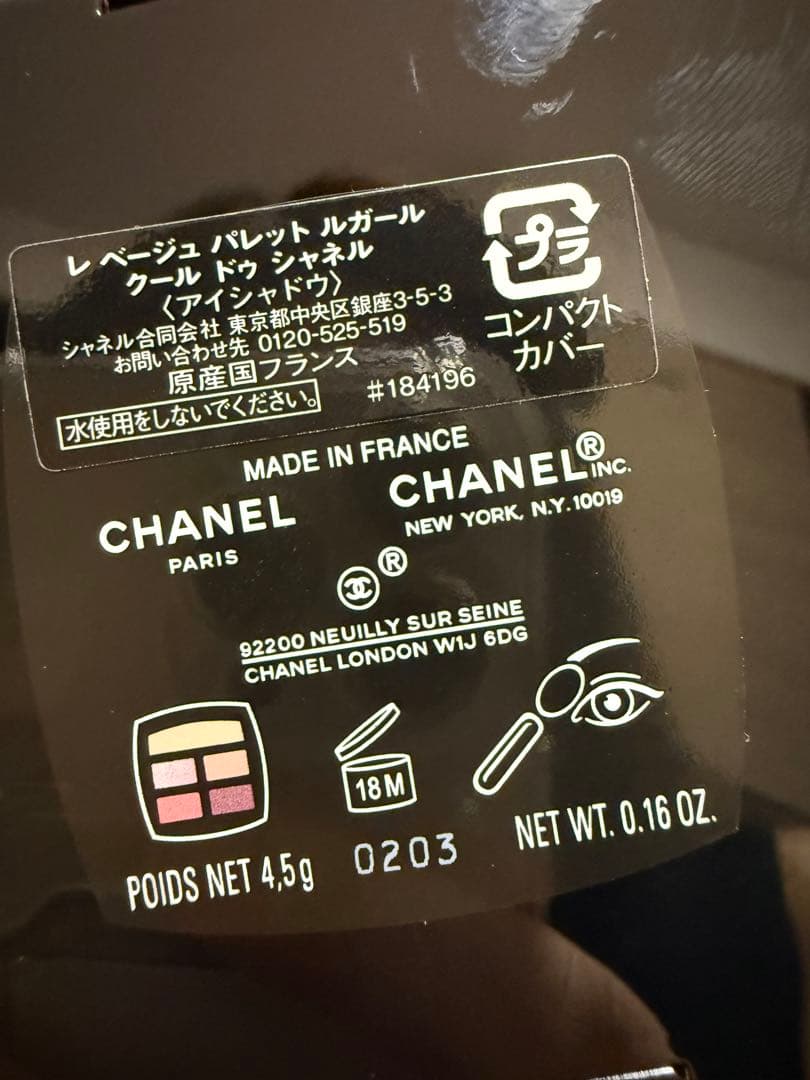 レ ベージュ パレット ルガール
クール ドゥ シャネル
〈アイシャドウ〉
シャネル合同会社 東京都中央区銀座3-5-3
お問い合わせ先 0120-525-519
原産国フランス
水使用をしないでください。
#184196
プラ
コンパクト
カバー
MADE IN FRANCE
CHANEL
PARIS
CHANEL® INC.
NEW YORK, N.Y. 10019
®
92200 NEUILLY SUR SEINE
CHANEL LONDON W1J 6DG
18 M
POIDS NET 4,5g
0203
NET WT. 0.16 OZ.